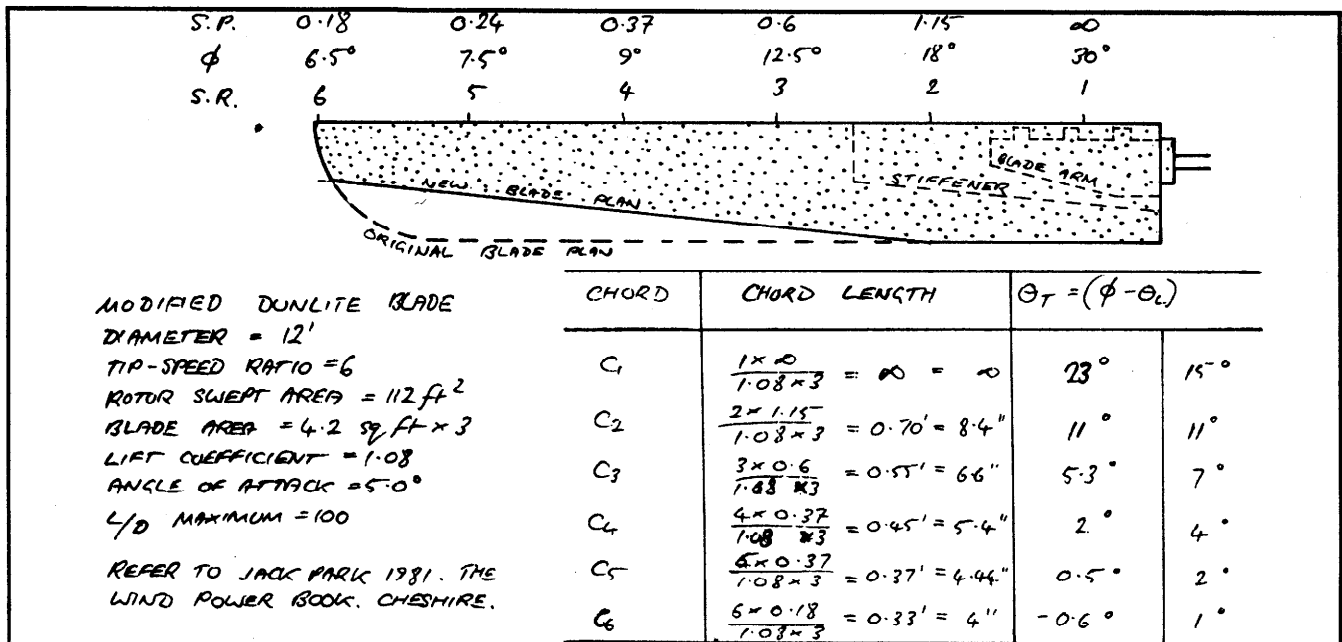 S.P. 0.18 0.24 0.37 0.6 1.15 ∞
ϕ 6.5° 7.5° 9° 12.5° 18° 30°
S.R. 6 5 4 3 2 1
BLADE ARM
STIFFENER
NEW BLADE PLAN
ORIGINAL BLADE PLAN
MODIFIED DUNLITE BLADE
DIAMETER = 12'
TIP-SPEED RATIO = 6
ROTOR SWEPT AREA = 112 ft²
BLADE AREA = 4.2 sq ft × 3
LIFT COEFFICIENT = 1.08
ANGLE OF ATTACK = 5.0°
L/D MAXIMUM = 100
REFER TO JACK PARK 1981. THE
WIND POWER BOOK. CHESHIRE.
CHORD CHORD LENGTH Θ_T = (ϕ - Θ_L)
C₁ 1 × ∞ / 1.08 × 3 = ∞ = ∞ 23° 15°
C₂ 2 × 1.15 / 1.08 × 3 = 0.70' = 8.4" 11° 11°
C₃ 3 × 0.6 / 1.08 × 3 = 0.55' = 6.6" 5.3° 7°
C₄ 4 × 0.37 / 1.08 × 3 = 0.45' = 5.4" 2° 4°
C₅ 5 × 0.37 / 1.08 × 3 = 0.37' = 4.44" 0.5° 2°
C₆ 6 × 0.18 / 1.08 × 3 = 0.33' = 4" -0.6° 1°